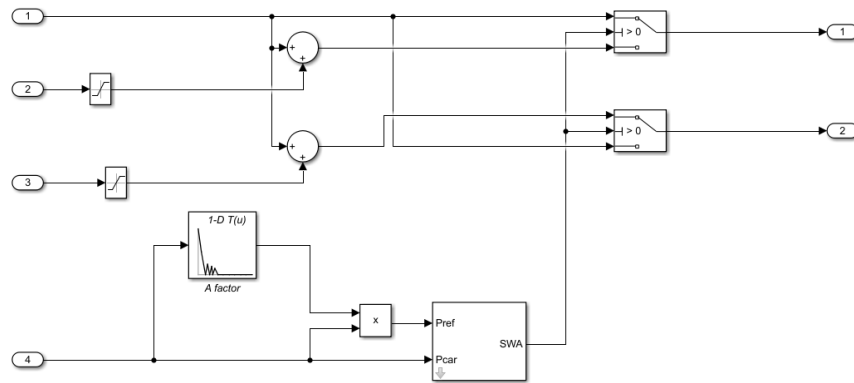 1
+
+
> 0
1
2
+
+
> 0
2
3
1-D T(u)
A factor
x
Pref
SWA
4
Pcar